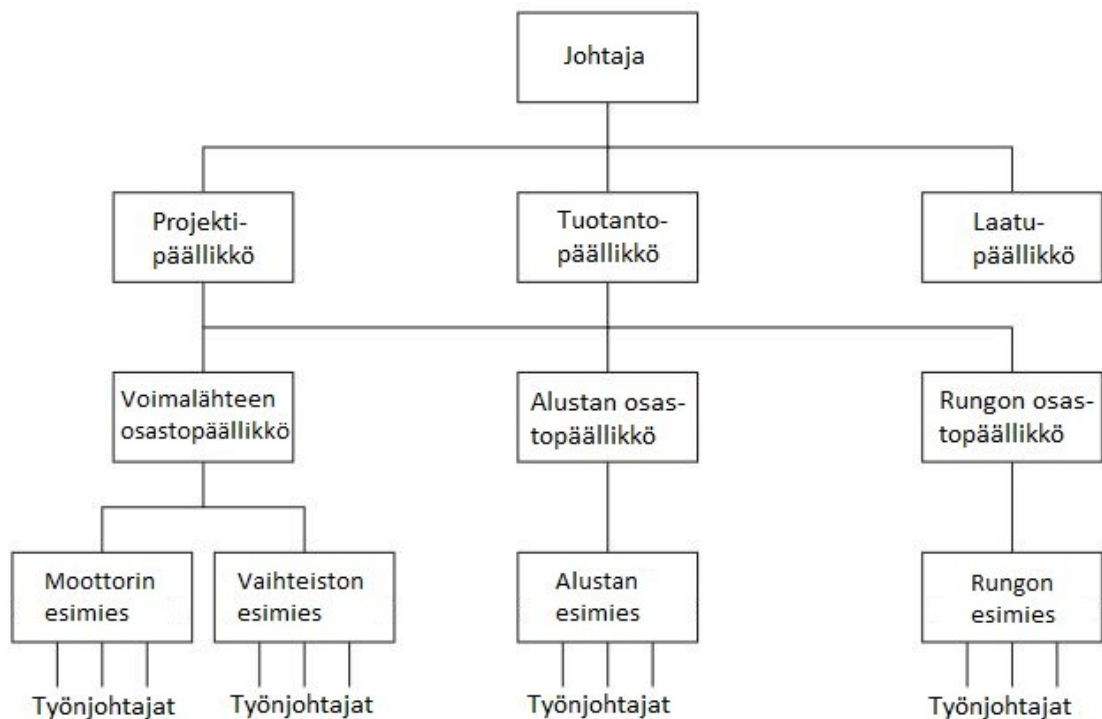 Johtaja
Projekti-
päällikkö
Tuotanto-
päällikkö
Laatu-
päällikkö
Voimalähteen
osastopäällikkö
Alustan osas-
topäällikkö
Rungon osas-
topäällikkö
Moottorin
esimies
Vaihteiston
esimies
Alustan
esimies
Rungon
esimies
Työnjohtajat
Työnjohtajat
Työnjohtajat
Työnjohtajat